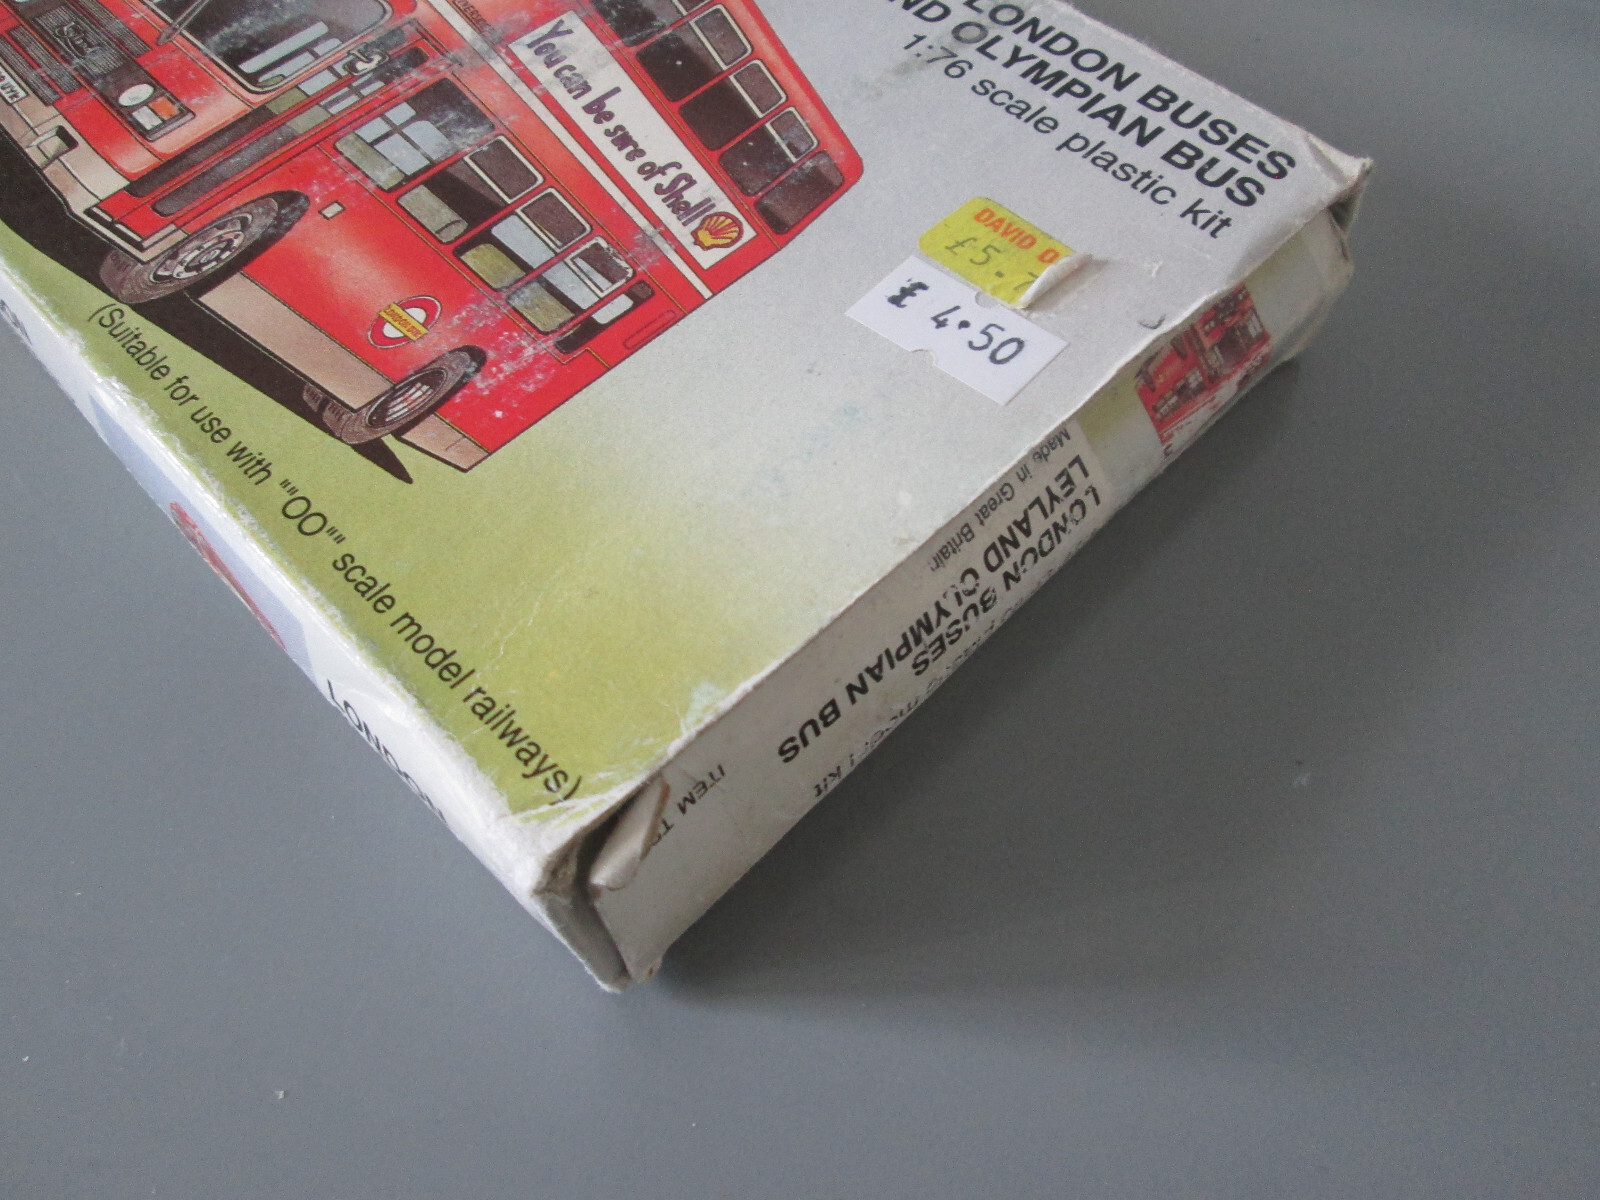 LONDON BUSES
ND OLYMPIAN BUS
1:76 scale plastic kit
You can be sure of Shell
DAVID D
£5.7
£4.50
(Suitable for use with ""OO"" scale model railways)
LONDON BUSES
LEYLAND OLYMPIAN BUS
Made in Great Britain
kit
ITEM
LONDON